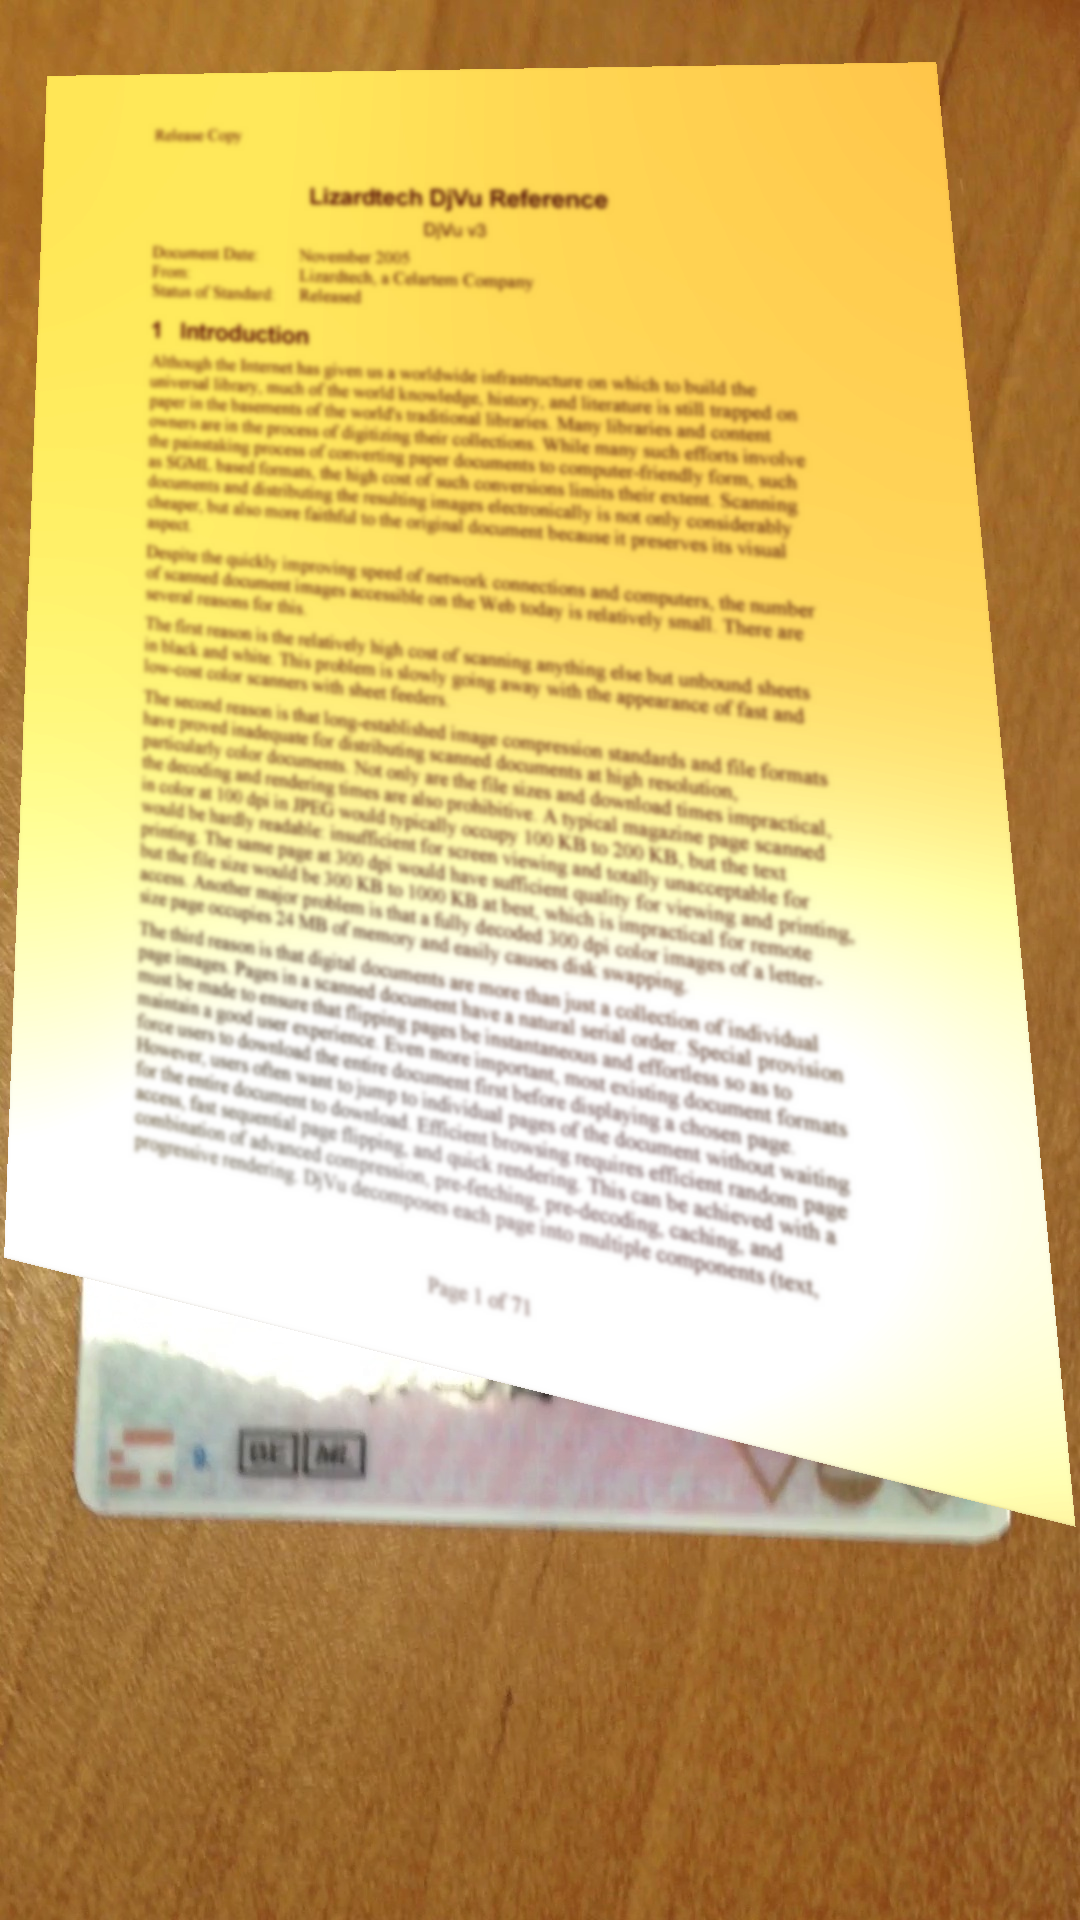 Release Copy
Lizardtech DjVu Reference
DjVu v3
Document Date: November 2005
From: Lizardtech, a Celartem Company
Status of Standard: Released
1 Introduction
Although the Internet has given us a worldwide infrastructure on which to build the
universal library, much of the world knowledge, history, and literature is still trapped on
paper in the basements of the world's traditional libraries. Many libraries and content
owners are in the process of digitizing their collections. While many such efforts involve
the painstaking process of converting paper documents to computer-friendly form, such
as SGML based formats, the high cost of such conversions limits their extent. Scanning
documents and distributing the resulting images electronically is not only considerably
cheaper, but also more faithful to the original document because it preserves its visual
aspect.
Despite the quickly improving speed of network connections and computers, the number
of scanned document images accessible on the Web today is relatively small. There are
several reasons for this.
The first reason is the relatively high cost of scanning anything else but unbound sheets
in black and white. This problem is slowly going away with the appearance of fast and
low-cost color scanners with sheet feeders.
The second reason is that long-established image compression standards and file formats
have proved inadequate for distributing scanned documents at high resolution,
particularly color documents. Not only are the file sizes and download times impractical,
the decoding and rendering times are also prohibitive. A typical magazine page scanned
in color at 100 dpi in JPEG would typically occupy 100 KB to 200 KB, but the text
would be hardly readable: insufficient for screen viewing and totally unacceptable for
printing. The same page at 300 dpi would have sufficient quality for viewing and printing,
but the file size would be 300 KB to 1000 KB at best, which is impractical for remote
access. Another major problem is that a fully decoded 300 dpi color images of a letter-
size page occupies 24 MB of memory and easily causes disk swapping.
The third reason is that digital documents are more than just a collection of individual
page images. Pages in a scanned document have a natural serial order. Special provision
must be made to ensure that flipping pages be instantaneous and effortless so as to
maintain a good user experience. Even more important, most existing document formats
force users to download the entire document first before displaying a chosen page.
However, users often want to jump to individual pages of the document without waiting
for the entire document to download. Efficient browsing requires efficient random page
access, fast sequential page flipping, and quick rendering. This can be achieved with a
combination of advanced compression, pre-fetching, pre-decoding, caching, and
progressive rendering. DjVu decomposes each page into multiple components (text,
Page 1 of 71
9.